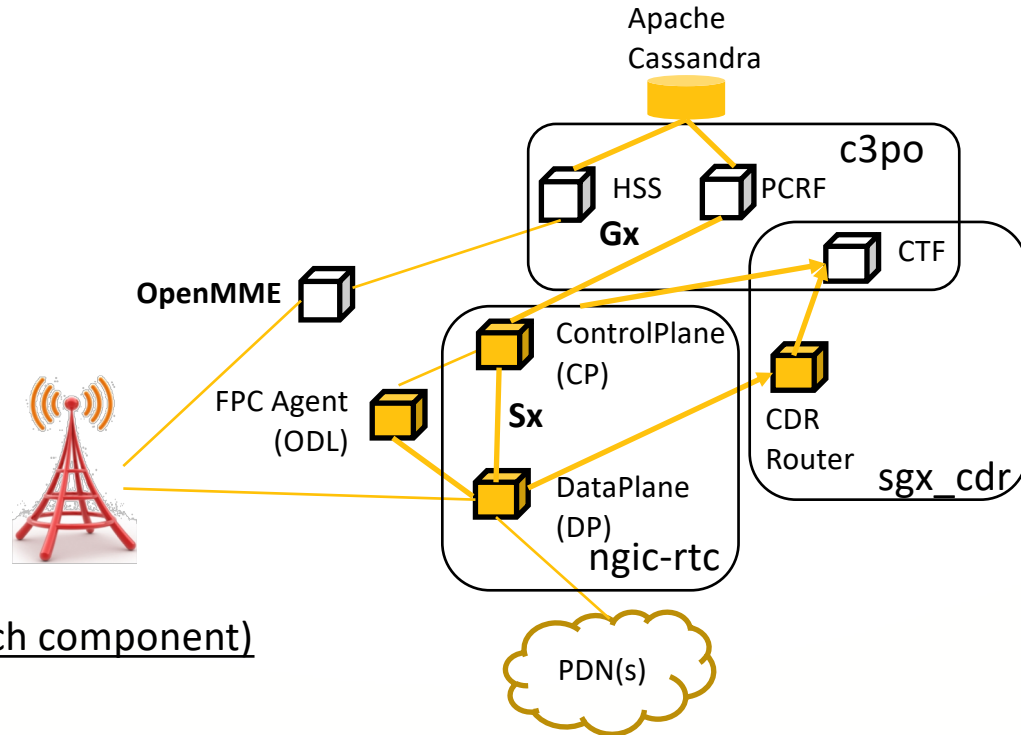 Apache
Cassandra
c3po
HSS
PCRF
Gx
CTF
OpenMME
ControlPlane
(CP)
FPC Agent
(ODL)
Sx
CDR
Router
sgx_cdr
DataPlane
(DP)
ngic-rtc
ch component)
PDN(s)